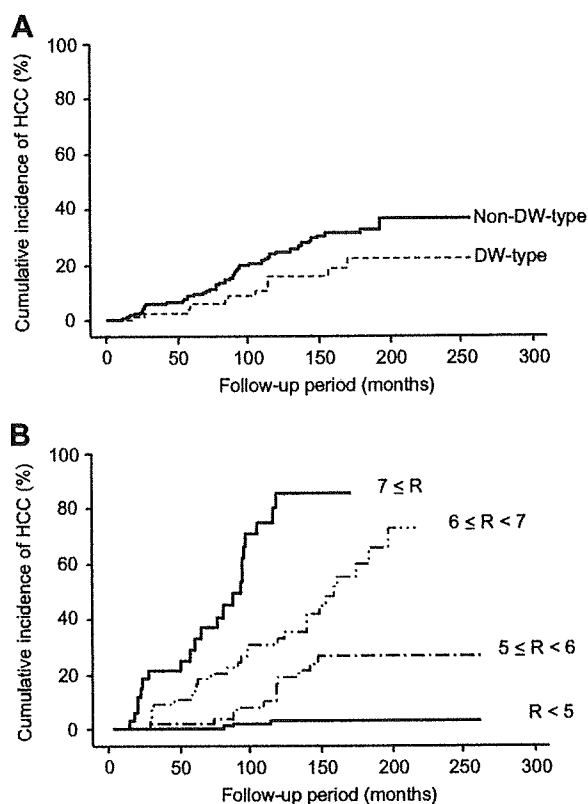 A
Cumulative incidence of HCC (%)
100
80
60
40
20
0
Non-DW-type
DW-type
0 50 100 150 200 250 300
Follow-up period (months)
B
Cumulative incidence of HCC (%)
100
80
60
40
20
0
7 ≤ R
6 ≤ R < 7
5 ≤ R < 6
R < 5
0 50 100 150 200 250 300
Follow-up period (months)